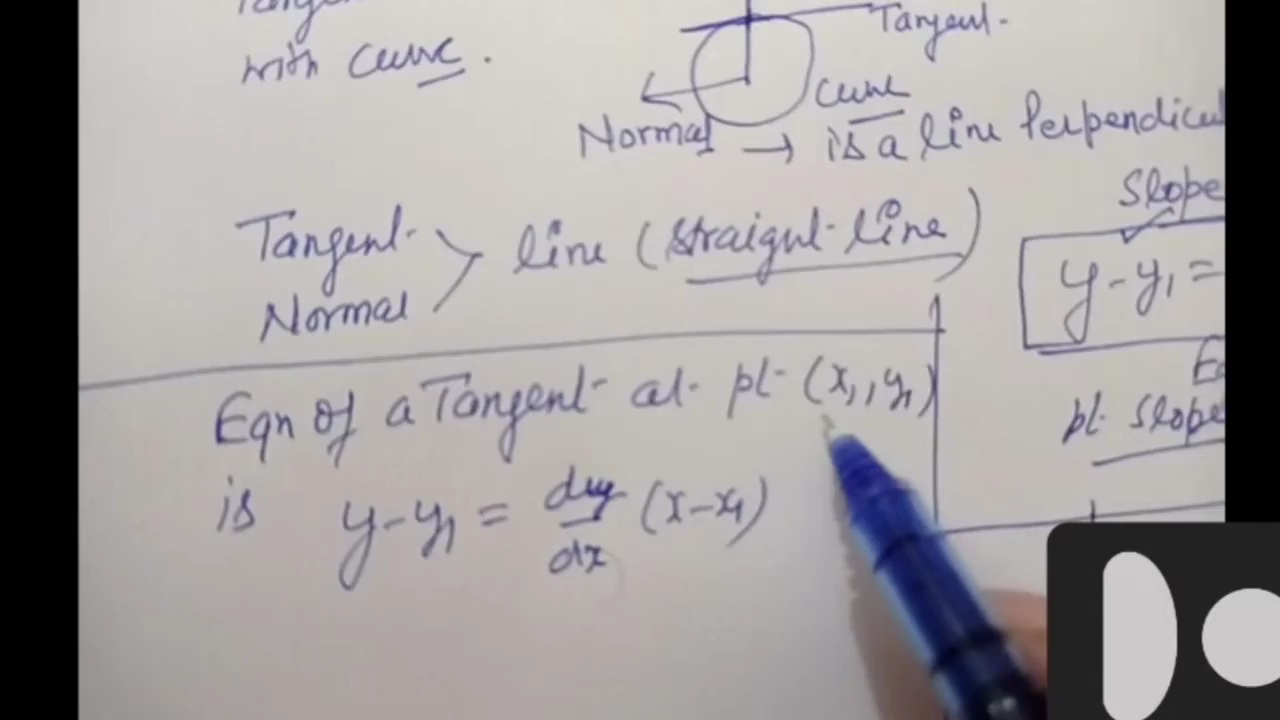 with Curve.
Tangent.
Curve
Normal → is a line
Tangent
Normal
line (Straight line)
Slope
y-y₁ =
Eqn of a Tangent at pt (x₁, y₁)
is y-y₁ = dy/dx (x-x₁)
pt. slope